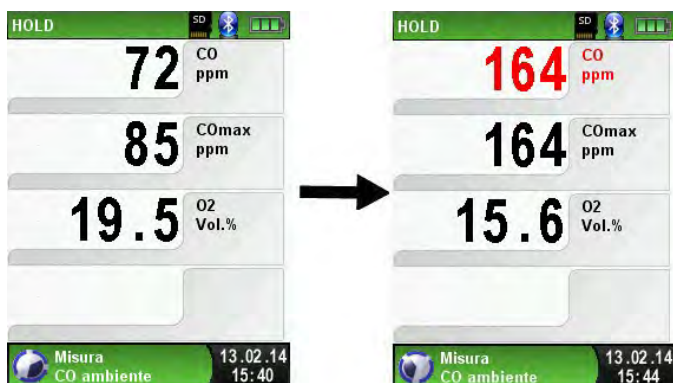 HOLD
SD
72
CO
ppm
85
COmax
ppm
19.5
O2
Vol.%
Misura
CO ambiente
13.02.14
15:40
HOLD
SD
164
CO
ppm
164
COmax
ppm
15.6
O2
Vol.%
Misura
CO ambiente
13.02.14
15:44